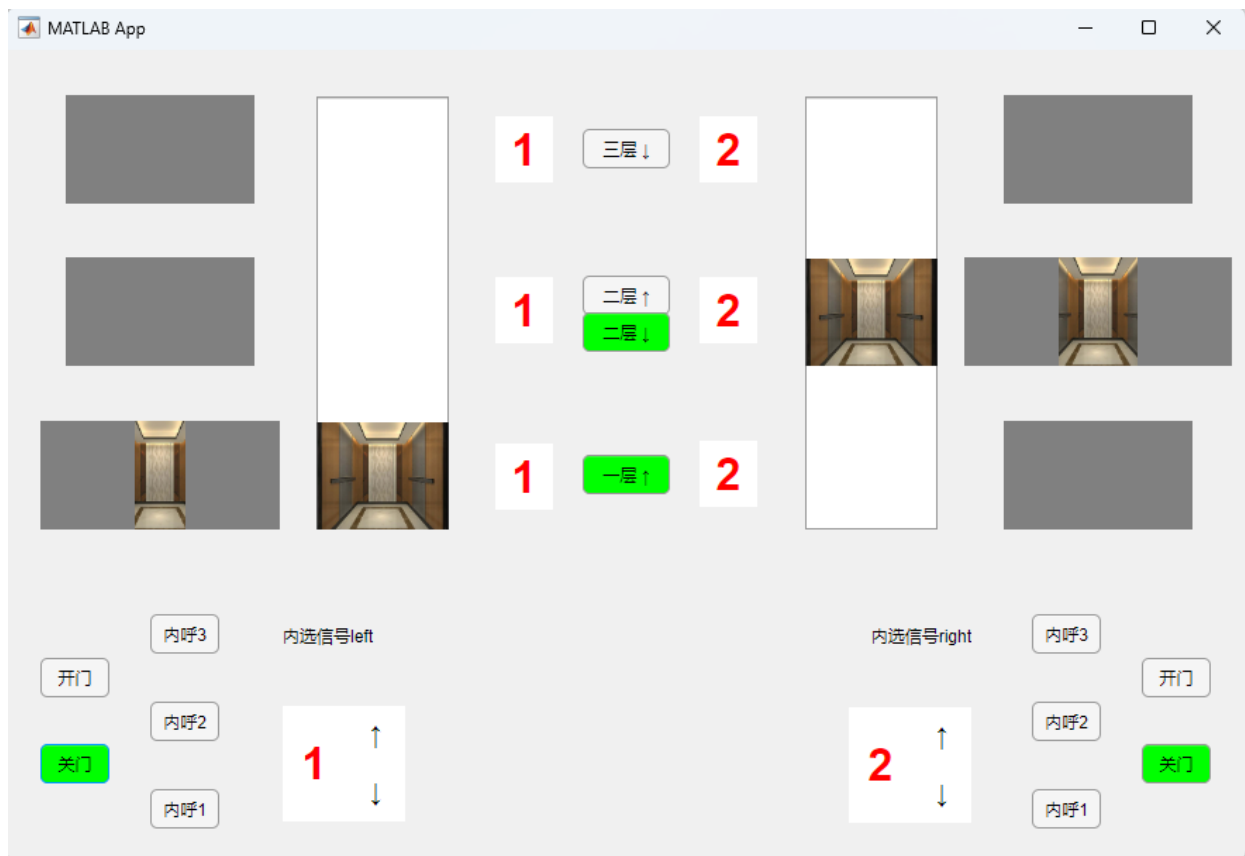 MATLAB App
1 三层↓ 2
1 二层↑ 2
二层↓
1 一层↑ 2
内呼3 内选信号left 内选信号right 内呼3
开门 开门
内呼2 内呼2
↑ ↑
1 2
关门 关门
↓ ↓
内呼1 内呼1